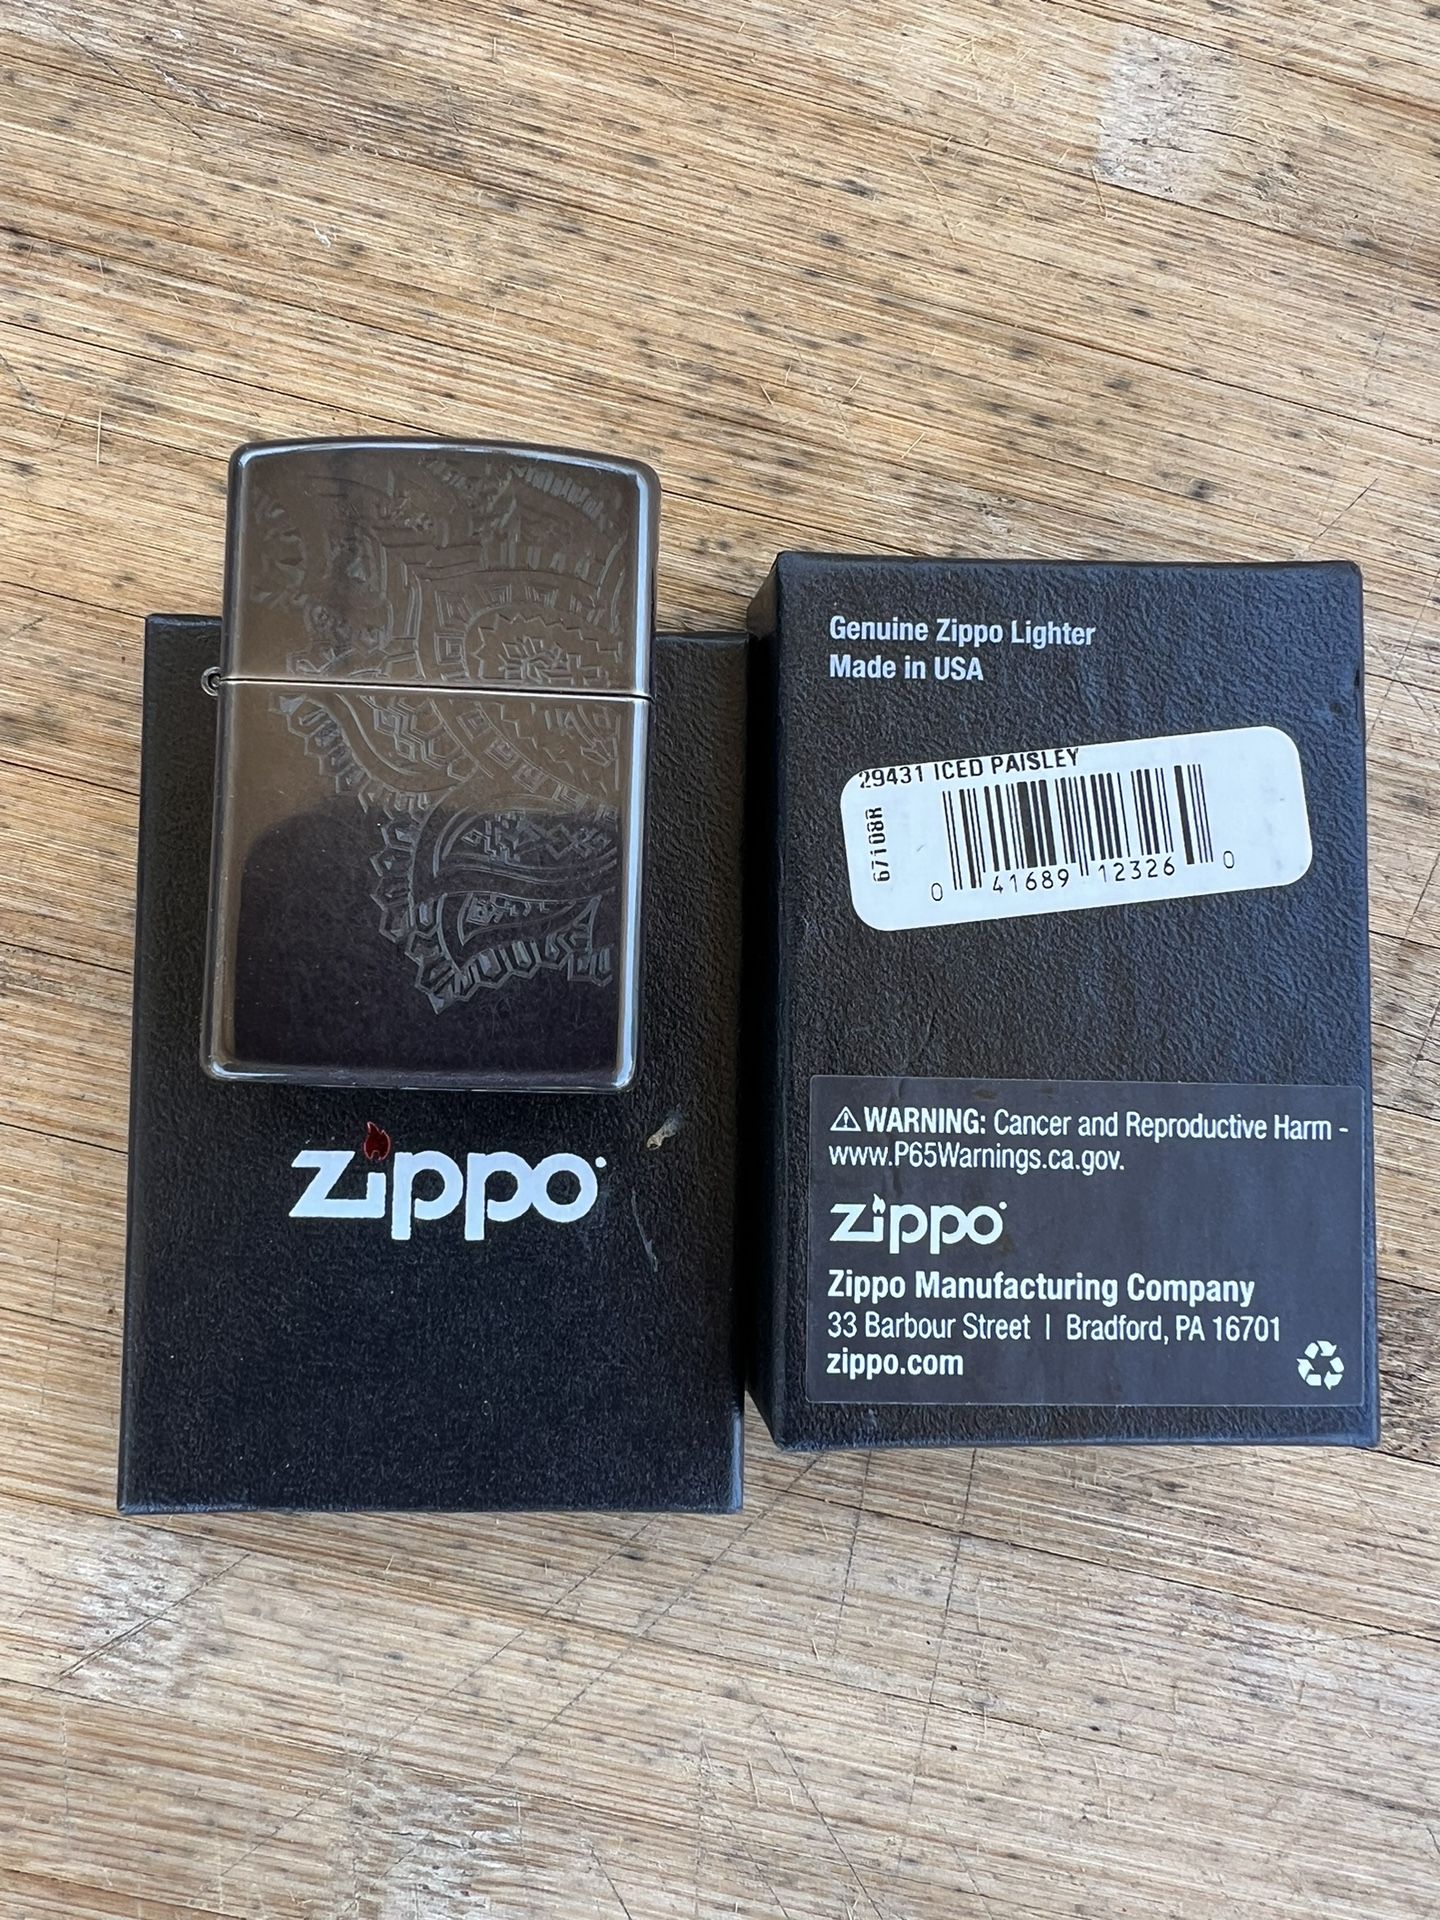 zippo
Genuine Zippo Lighter
Made in USA
29431 ICED PAISLEY
67108R
0 41689 12326 0
⚠WARNING: Cancer and Reproductive Harm -
www.P65Warnings.ca.gov.
zippo
Zippo Manufacturing Company
33 Barbour Street | Bradford, PA 16701
zippo.com